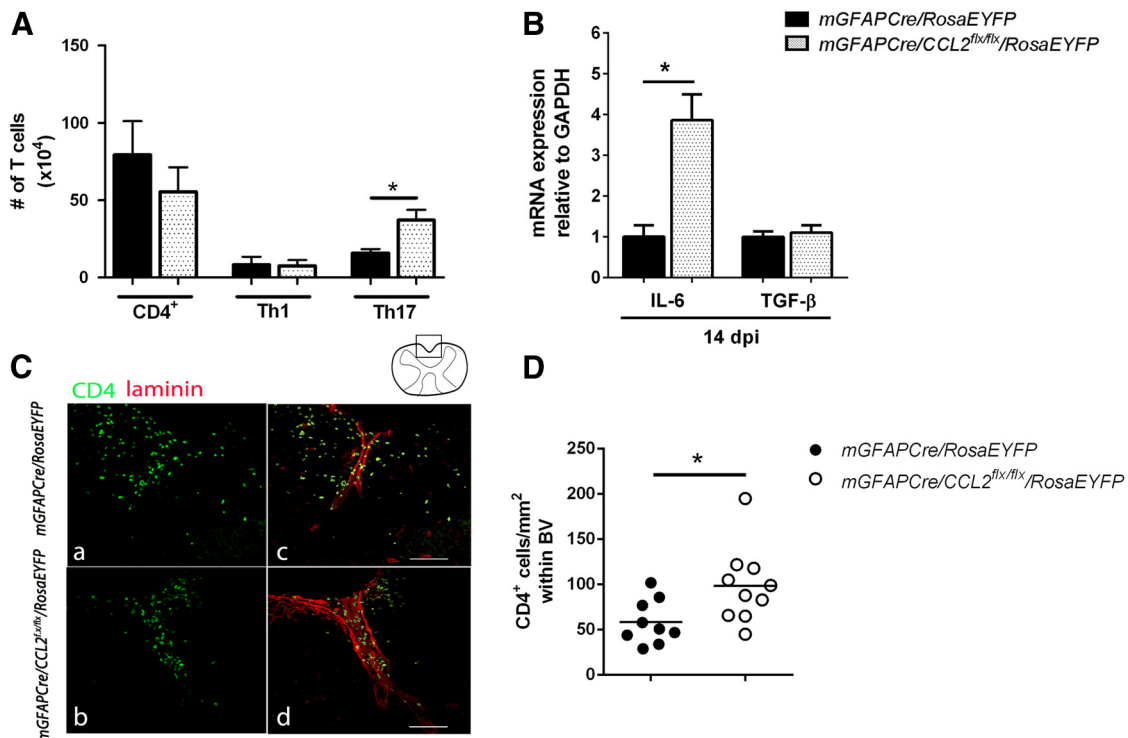 A
# of T cells
(x10⁴)
150
100
50
0
*
CD4⁺
Th1
Th17
B
mGFAPCre/RosaEYFP
mGFAPCre/CCL2flx/flx/RosaEYFP
mRNA expression
relative to GAPDH
6
5
4
3
2
1
0
*
IL-6
TGF-β
14 dpi
C
CD4 laminin
mGFAPCre/RosaEYFP
mGFAPCre/CCL2flx/flx/RosaEYFP
a
c
b
d
D
CD4⁺ cells/mm²
within BV
250
200
150
100
50
0
*
mGFAPCre/RosaEYFP
mGFAPCre/CCL2flx/flx/RosaEYFP